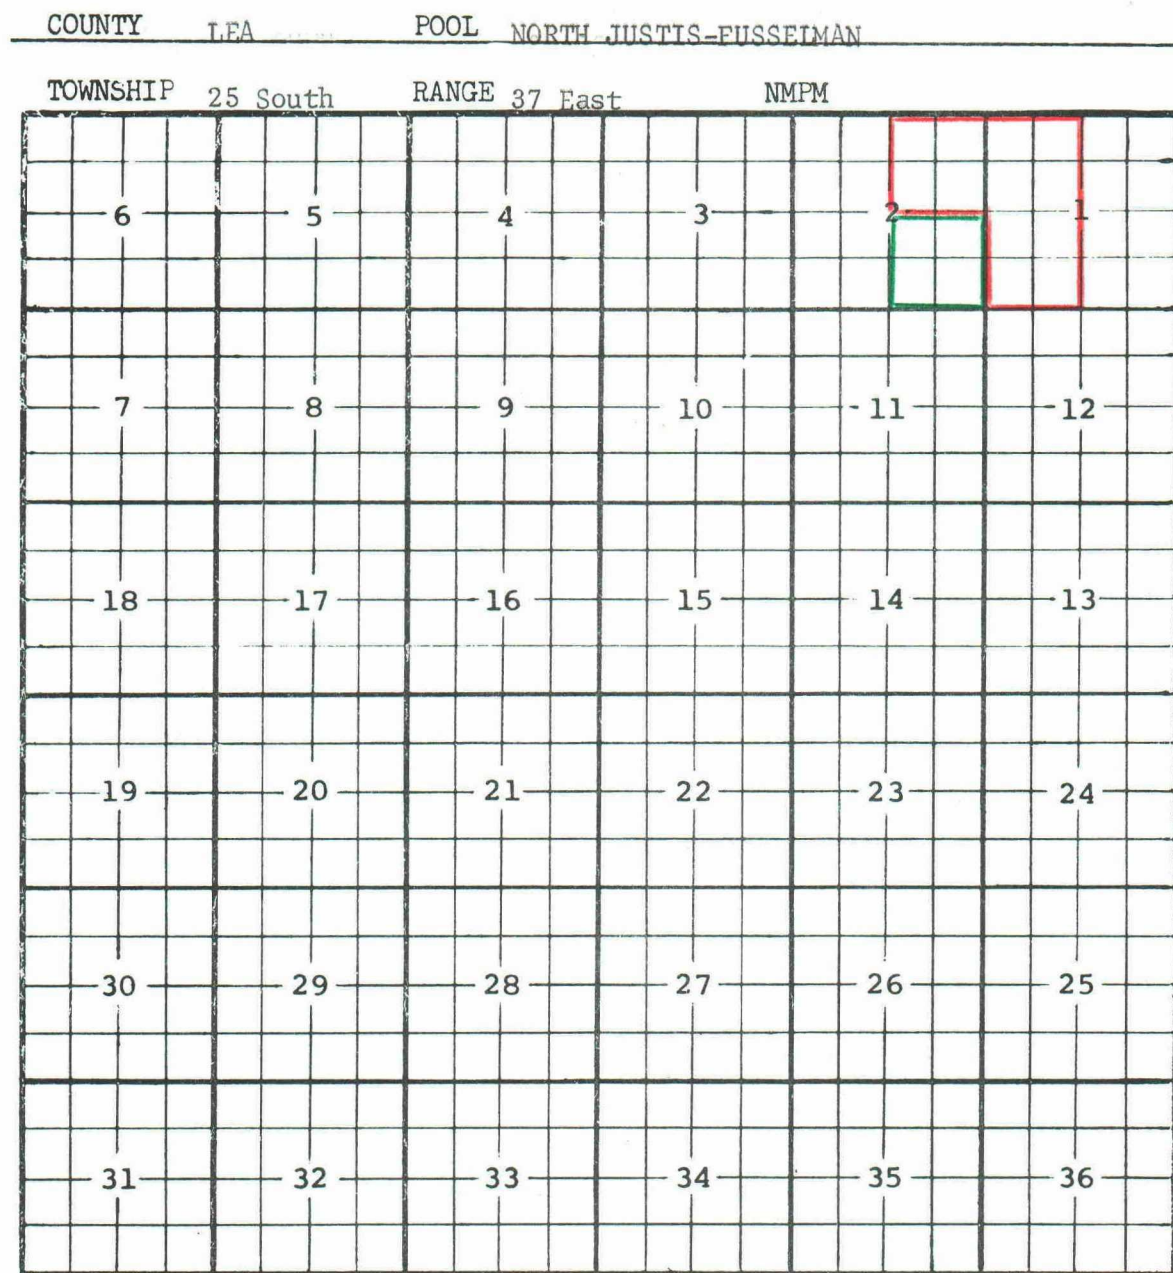 COUNTY LEA POOL NORTH JUSTIS-FUSSELMAN
TOWNSHIP 25 South RANGE 37 East NMPM
6 5 4 3 2 1
7 8 9 10 11 12
18 17 16 15 14 13
19 20 21 22 23 24
30 29 28 27 26 25
31 32 33 34 35 36